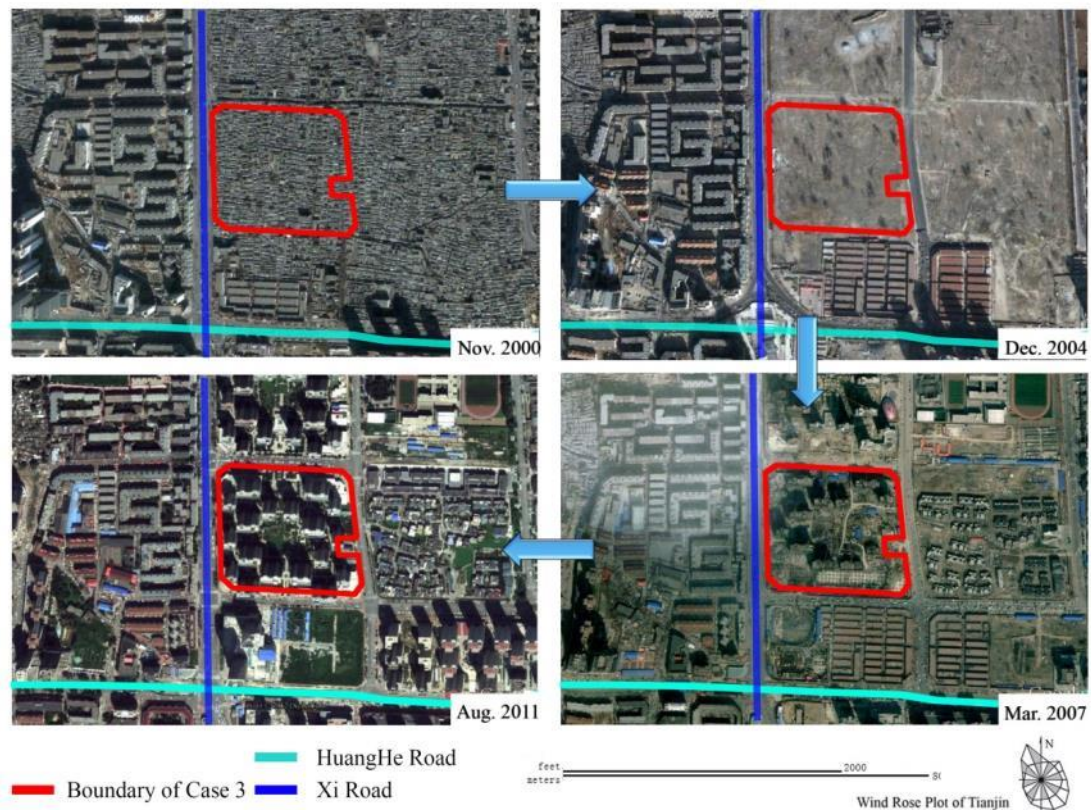 Nov. 2000
Dec. 2004
Aug. 2011
Mar. 2007
HuangHe Road
Boundary of Case 3
Xi Road
feet
meters
2000
80
N
Wind Rose Plot of Tianjin